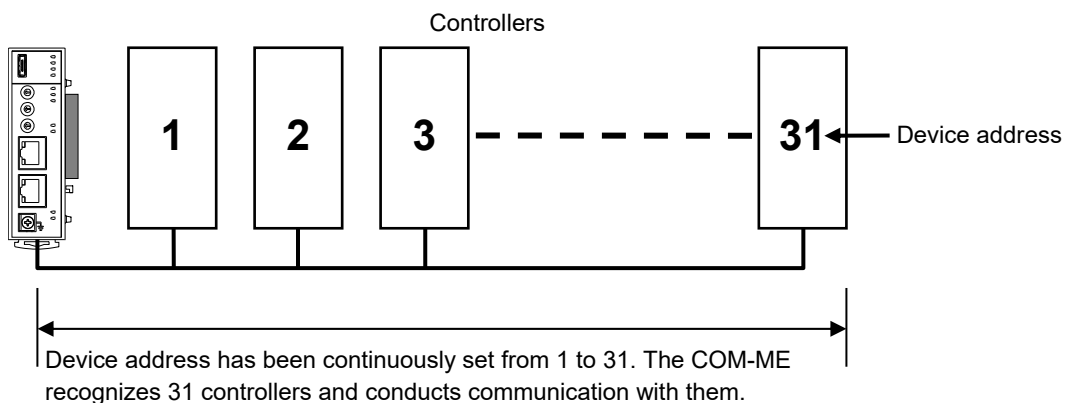 Controllers
1 2 3 31 Device address
Device address has been continuously set from 1 to 31. The COM-ME
recognizes 31 controllers and conducts communication with them.